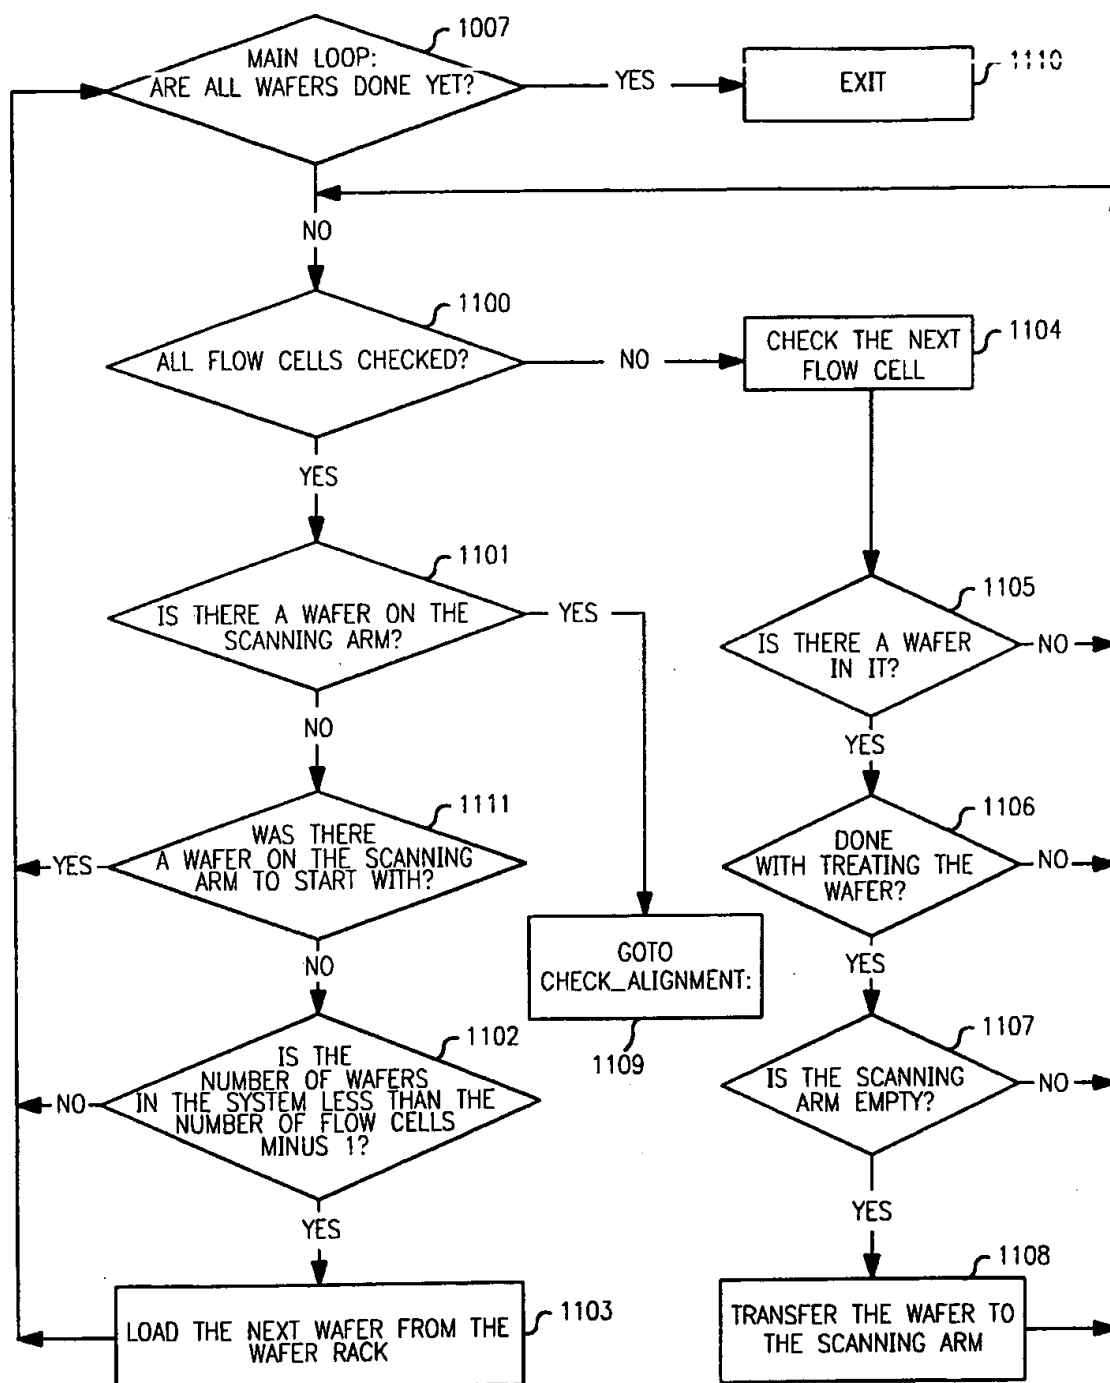 1007
MAIN LOOP:
ARE ALL WAFERS DONE YET?
YES
EXIT
1110
NO
1100
ALL FLOW CELLS CHECKED?
NO
CHECK THE NEXT
FLOW CELL
1104
YES
1101
IS THERE A WAFER ON THE
SCANNING ARM?
YES
1105
IS THERE A WAFER
IN IT?
NO
NO
YES
1111
WAS THERE
A WAFER ON THE SCANNING
ARM TO START WITH?
YES
1106
DONE
WITH TREATING THE
WAFER?
NO
NO
GOTO
CHECK_ALIGNMENT:
1109
YES
1102
IS THE
NUMBER OF WAFERS
IN THE SYSTEM LESS THAN THE
NUMBER OF FLOW CELLS
MINUS 1?
NO
1107
IS THE SCANNING
ARM EMPTY?
NO
YES
YES
1103
LOAD THE NEXT WAFER FROM THE
WAFER RACK
1108
TRANSFER THE WAFER TO
THE SCANNING ARM